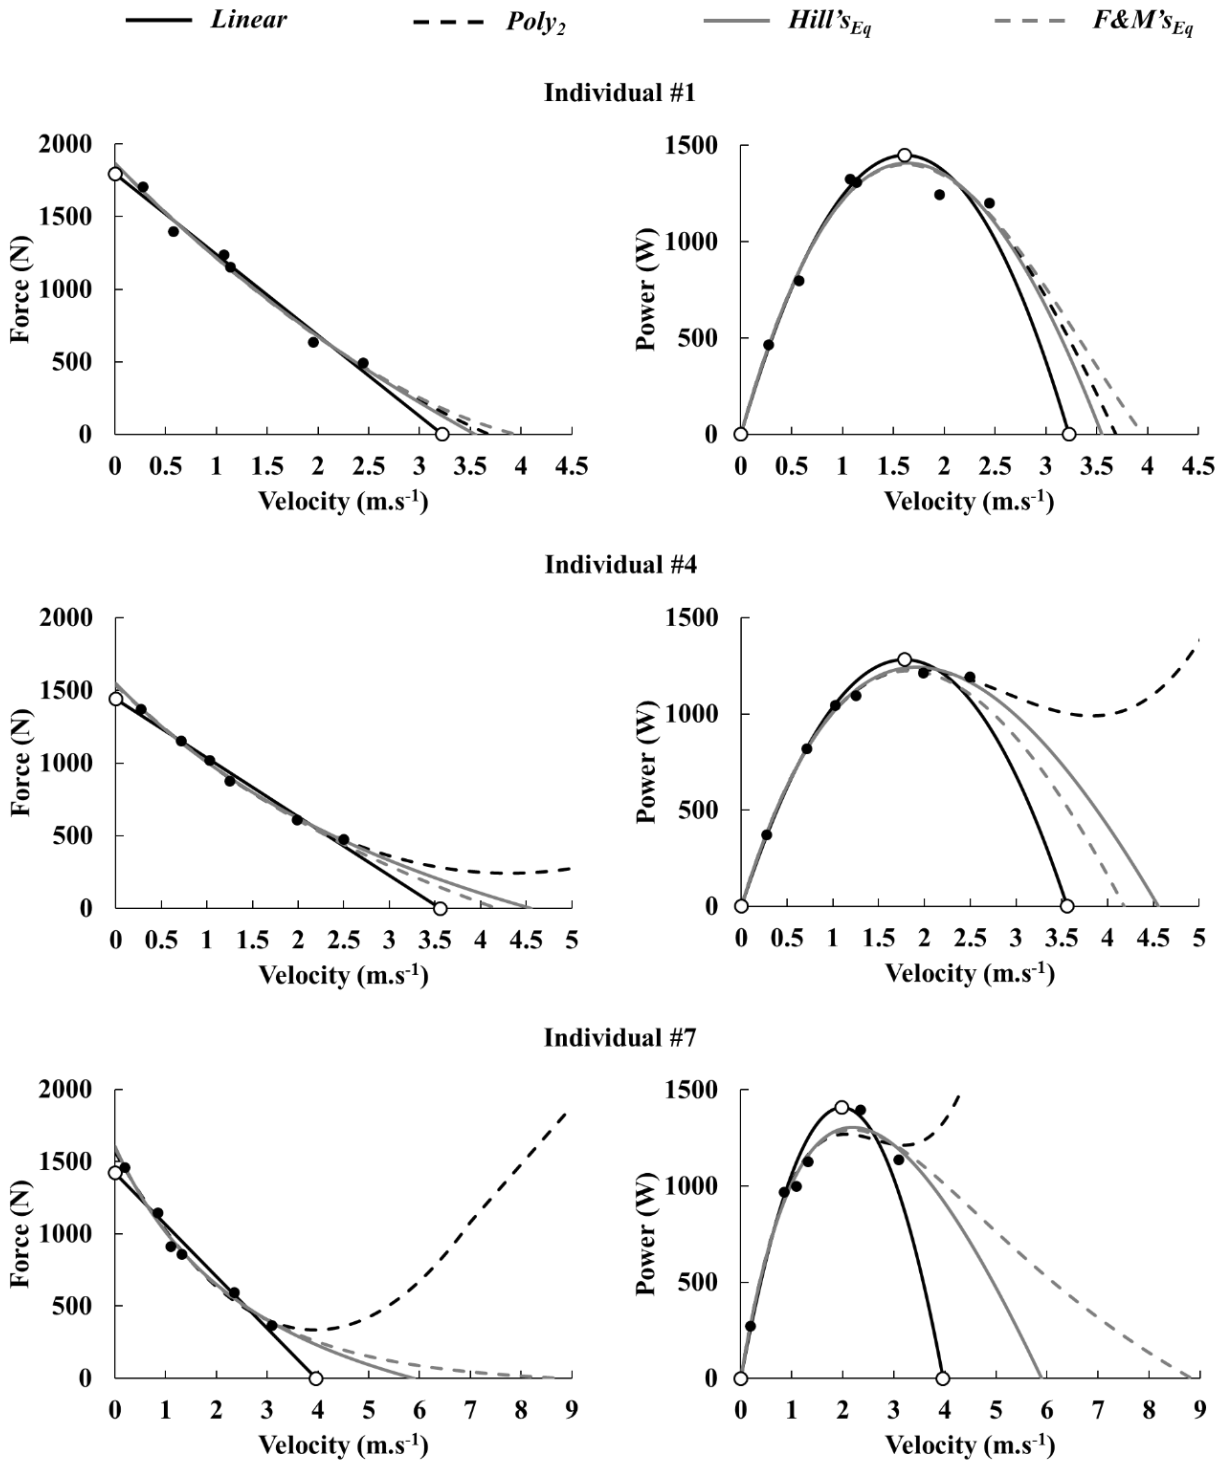 Linear Poly2 Hill'sEq F&M'sEq
Individual #1
2000
1500
1000
500
0
Force (N)
0 0.5 1 1.5 2 2.5 3 3.5 4 4.5
Velocity (m.s-1)
1500
1000
500
0
Power (W)
0 0.5 1 1.5 2 2.5 3 3.5 4 4.5
Velocity (m.s-1)
Individual #4
2000
1500
1000
500
0
Force (N)
0 0.5 1 1.5 2 2.5 3 3.5 4 4.5 5
Velocity (m.s-1)
1500
1000
500
0
Power (W)
0 0.5 1 1.5 2 2.5 3 3.5 4 4.5 5
Velocity (m.s-1)
Individual #7
2000
1500
1000
500
0
Force (N)
0 1 2 3 4 5 6 7 8 9
Velocity (m.s-1)
1500
1000
500
0
Power (W)
0 1 2 3 4 5 6 7 8 9
Velocity (m.s-1)